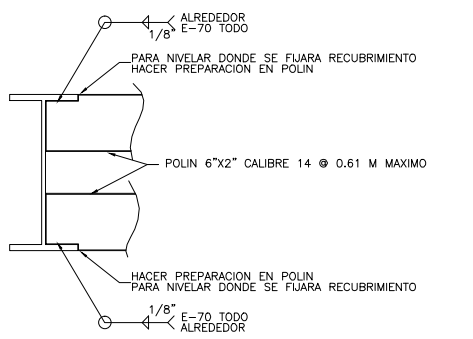 ALREDEDOR
1/8" E-70 TODO
PARA NIVELAR DONDE SE FIJARA RECUBRIMIENTO
HACER PREPARACION EN POLIN
POLIN 6"X2" CALIBRE 14 @ 0.61 M MAXIMO
HACER PREPARACION EN POLIN
PARA NIVELAR DONDE SE FIJARA RECUBRIMIENTO
1/8" E-70 TODO
ALREDEDOR